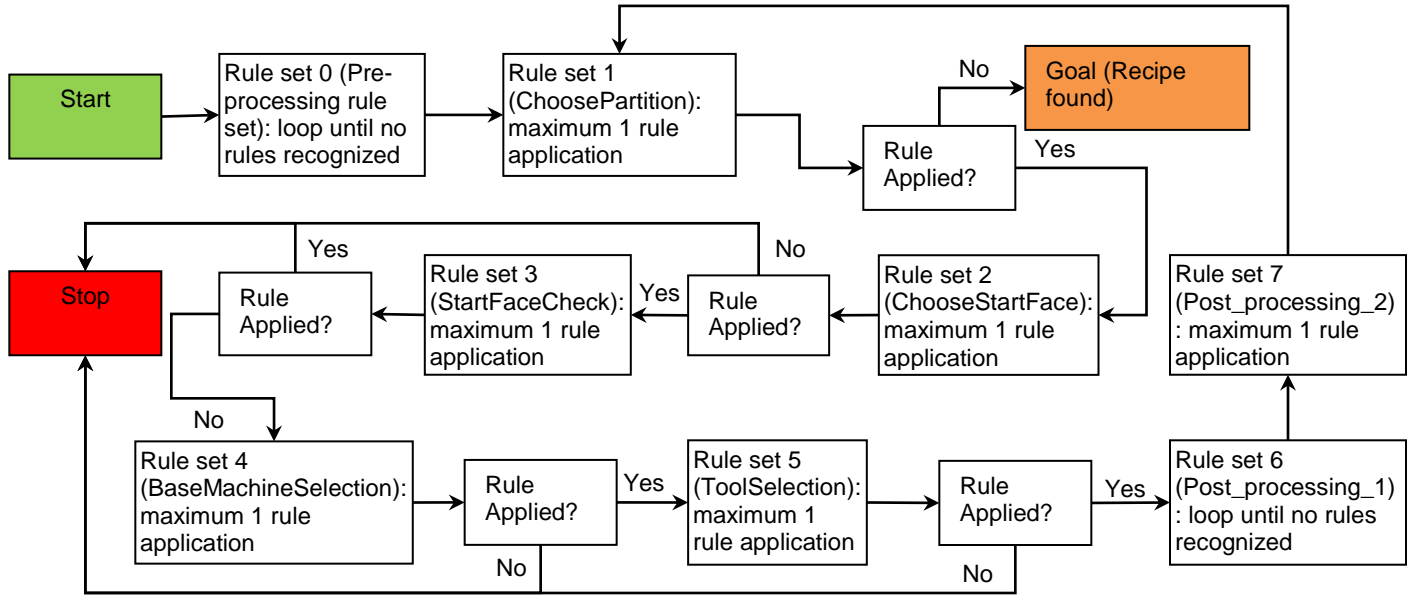 Start
Rule set 0 (Pre-
processing rule
set): loop until no
rules recognized
Rule set 1
(ChoosePartition):
maximum 1 rule
application
Rule
Applied?
No
Goal (Recipe
found)
Yes
Rule set 2
(ChooseStartFace):
maximum 1 rule
application
Rule
Applied?
No
Yes
Rule set 3
(StartFaceCheck):
maximum 1 rule
application
Rule
Applied?
Yes
Stop
No
Rule set 4
(BaseMachineSelection):
maximum 1 rule
application
Rule
Applied?
No
Yes
Rule set 5
(ToolSelection):
maximum 1
rule application
Rule
Applied?
No
Yes
Rule set 6
(Post_processing_1)
: loop until no rules
recognized
Rule set 7
(Post_processing_2)
: maximum 1 rule
application